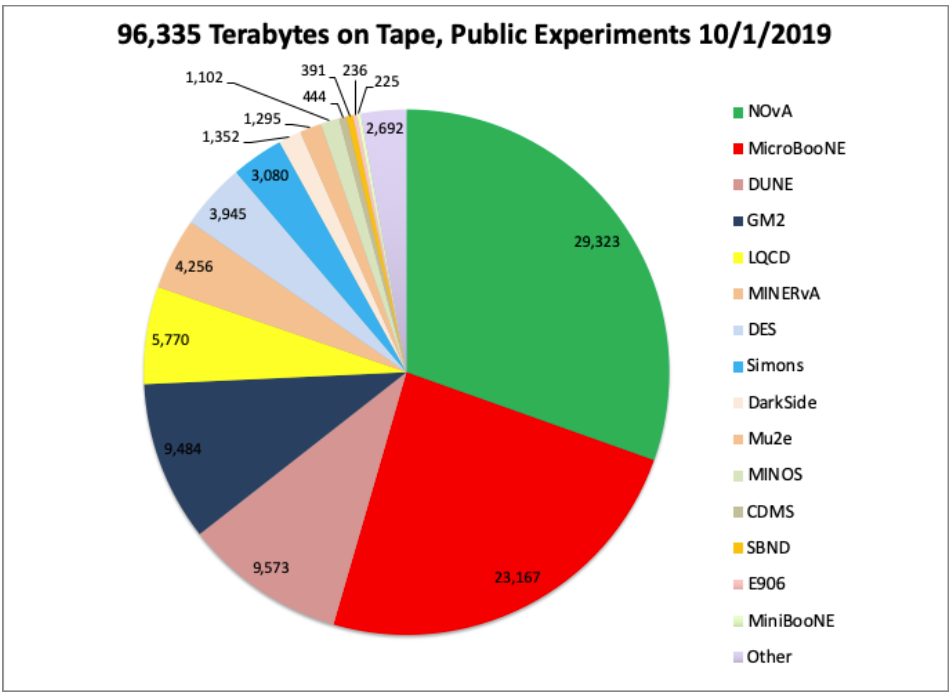 96,335 Terabytes on Tape, Public Experiments 10/1/2019
391
236
225
1,102
444
1,295
1,352
2,692
3,080
3,945
4,256
5,770
9,484
9,573
23,167
29,323
NOvA
MicroBooNE
DUNE
GM2
LQCD
MINERvA
DES
Simons
DarkSide
Mu2e
MINOS
CDMS
SBND
E906
MiniBooNE
Other